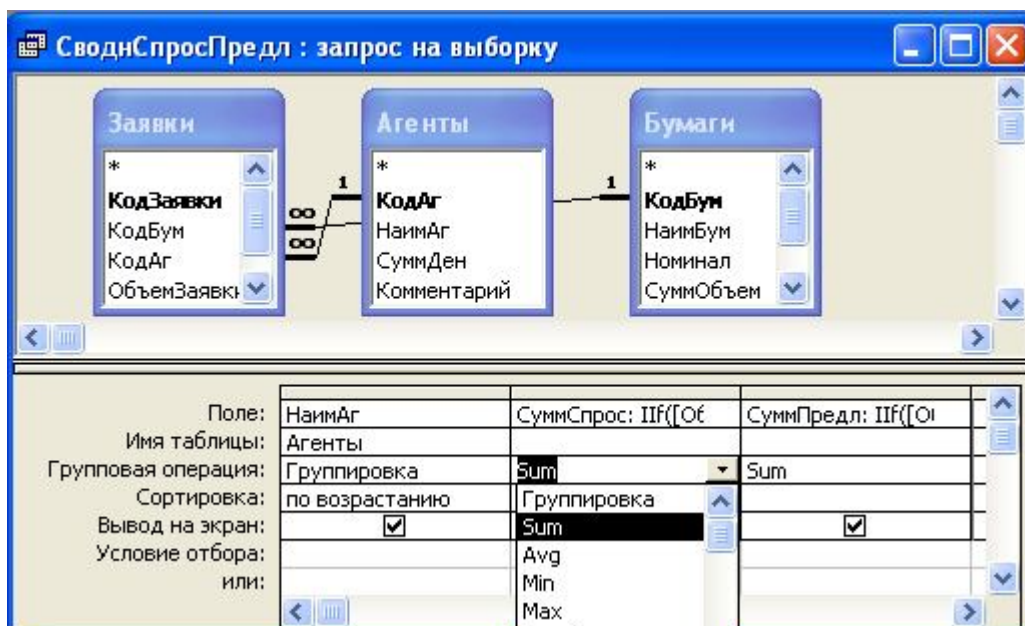 СводнСпросПредл : запрос на выборку
Заявки
*
КодЗаявки
КодБум
КодАг
ОбъемЗаявки
∞
∞
1
Агенты
*
КодАг
НаимАг
СуммДен
Комментарий
1
Бумаги
*
КодБум
НаимБум
Номинал
СуммОбъем
Поле: НаимАг СуммСпрос: IIf([Об СуммПредл: IIf([О
Имя таблицы: Агенты
Групповая операция: Группировка Sum Sum
Сортировка: по возрастанию Группировка
Вывод на экран: Sum
Условие отбора: Avg
или: Min
Max